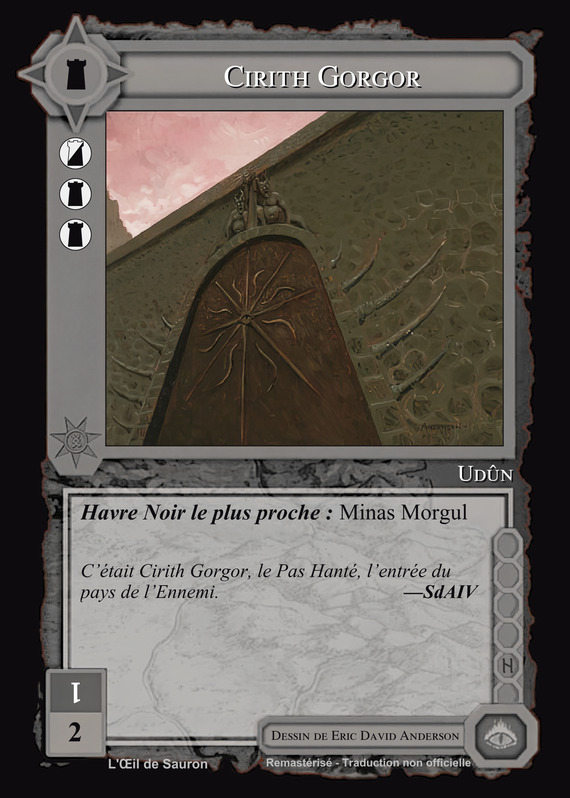 Cirith Gorgor
Udûn
Havre Noir le plus proche : Minas Morgul
C'était Cirith Gorgor, le Pas Hanté, l'entrée du
pays de l'Ennemi. —SdAIV
1
2
Dessin de Eric David Anderson
L'Œil de Sauron
Remastérisé - Traduction non officielle